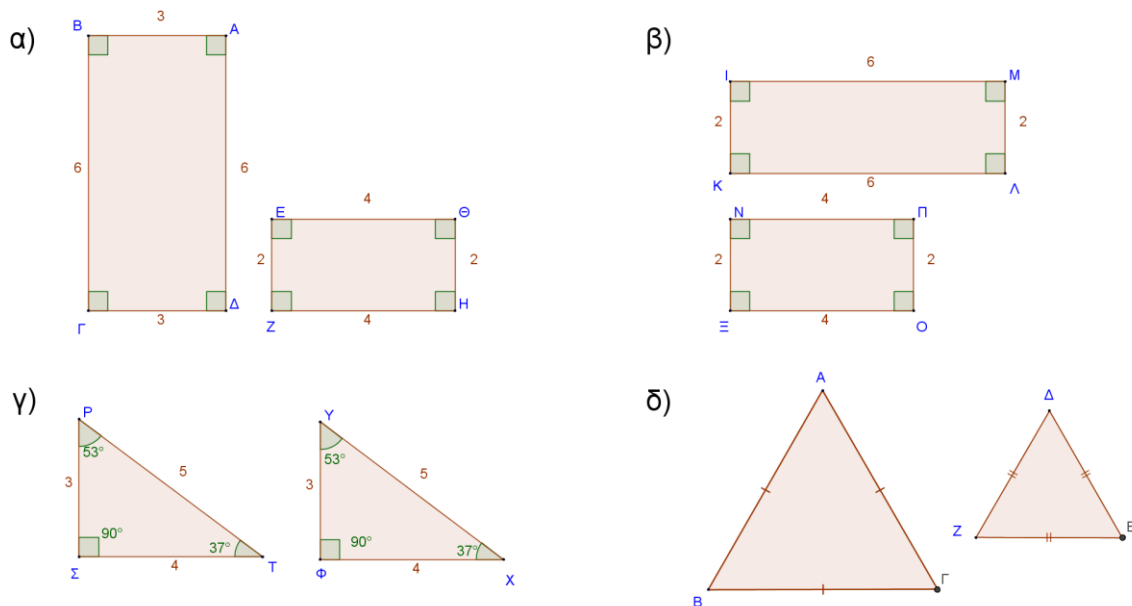 α)
3
Β Α
6 6
Γ 3 Δ
4
Ε Θ
2 2
Ζ 4 Η
β)
6
Ι Μ
2 2
Κ 6 Λ
4
Ν Π
2 2
Ξ 4 Ο
γ)
Ρ
53°
3 5
90° 37°
Σ 4 Τ
Υ
53°
3 5
90° 37°
Φ 4 Χ
δ)
Α
Β Γ
Δ
Ζ Ε